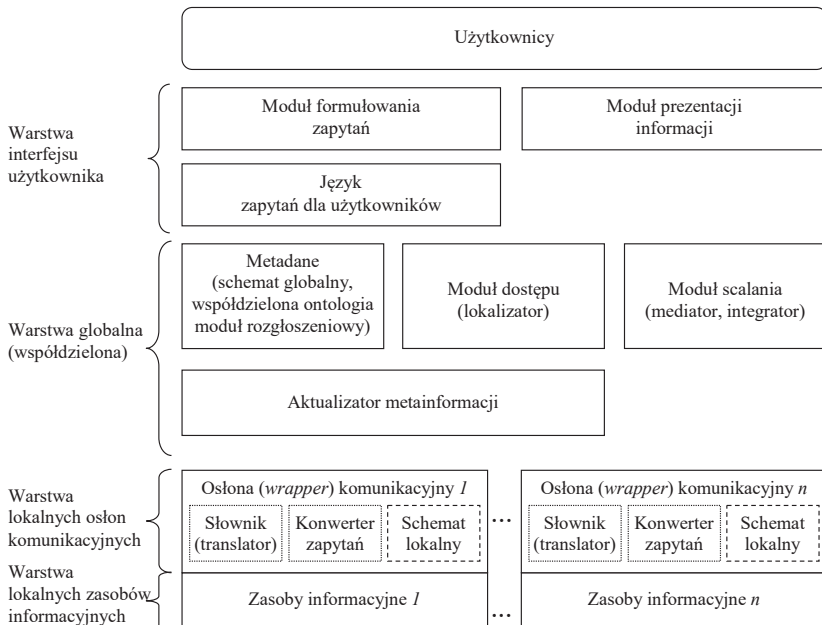 Użytkownicy
Warstwa
interfejsu
użytkownika
Moduł formułowania
zapytań
Moduł prezentacji
informacji
Język
zapytań dla użytkowników
Warstwa globalna
(współdzielona)
Metadane
(schemat globalny,
współdzielona ontologia
moduł rozgłoszeniowy)
Moduł dostępu
(lokalizator)
Moduł scalania
(mediator, integrator)
Aktualizator metainformacji
Warstwa
lokalnych osłon
komunikacyjnych
Osłona (wrapper) komunikacyjny 1
Słownik
(translator)
Konwerter
zapytań
Schemat
lokalny
...
Osłona (wrapper) komunikacyjny n
Słownik
(translator)
Konwerter
zapytań
Schemat
lokalny
Warstwa
lokalnych zasobów
informacyjnych
Zasoby informacyjne 1
...
Zasoby informacyjne n